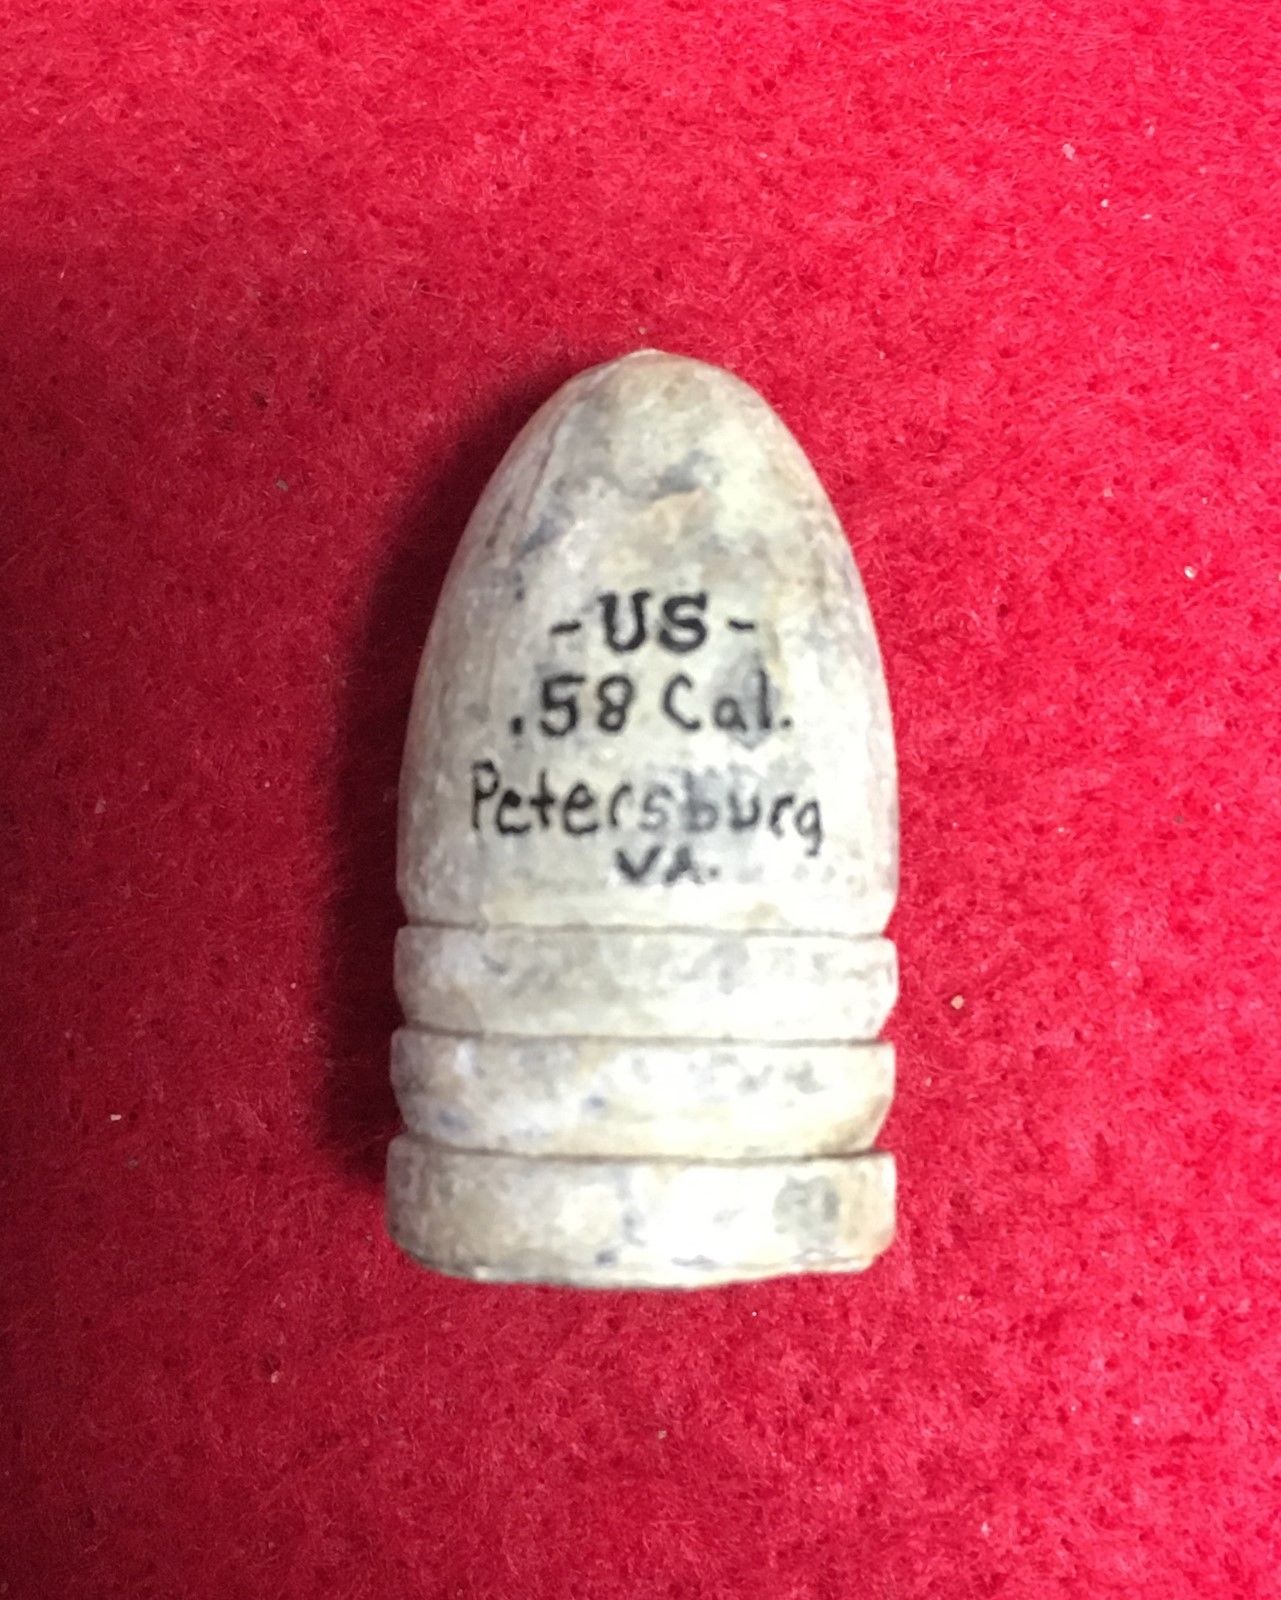 -US-
.58 Cal.
Petersburg
VA.